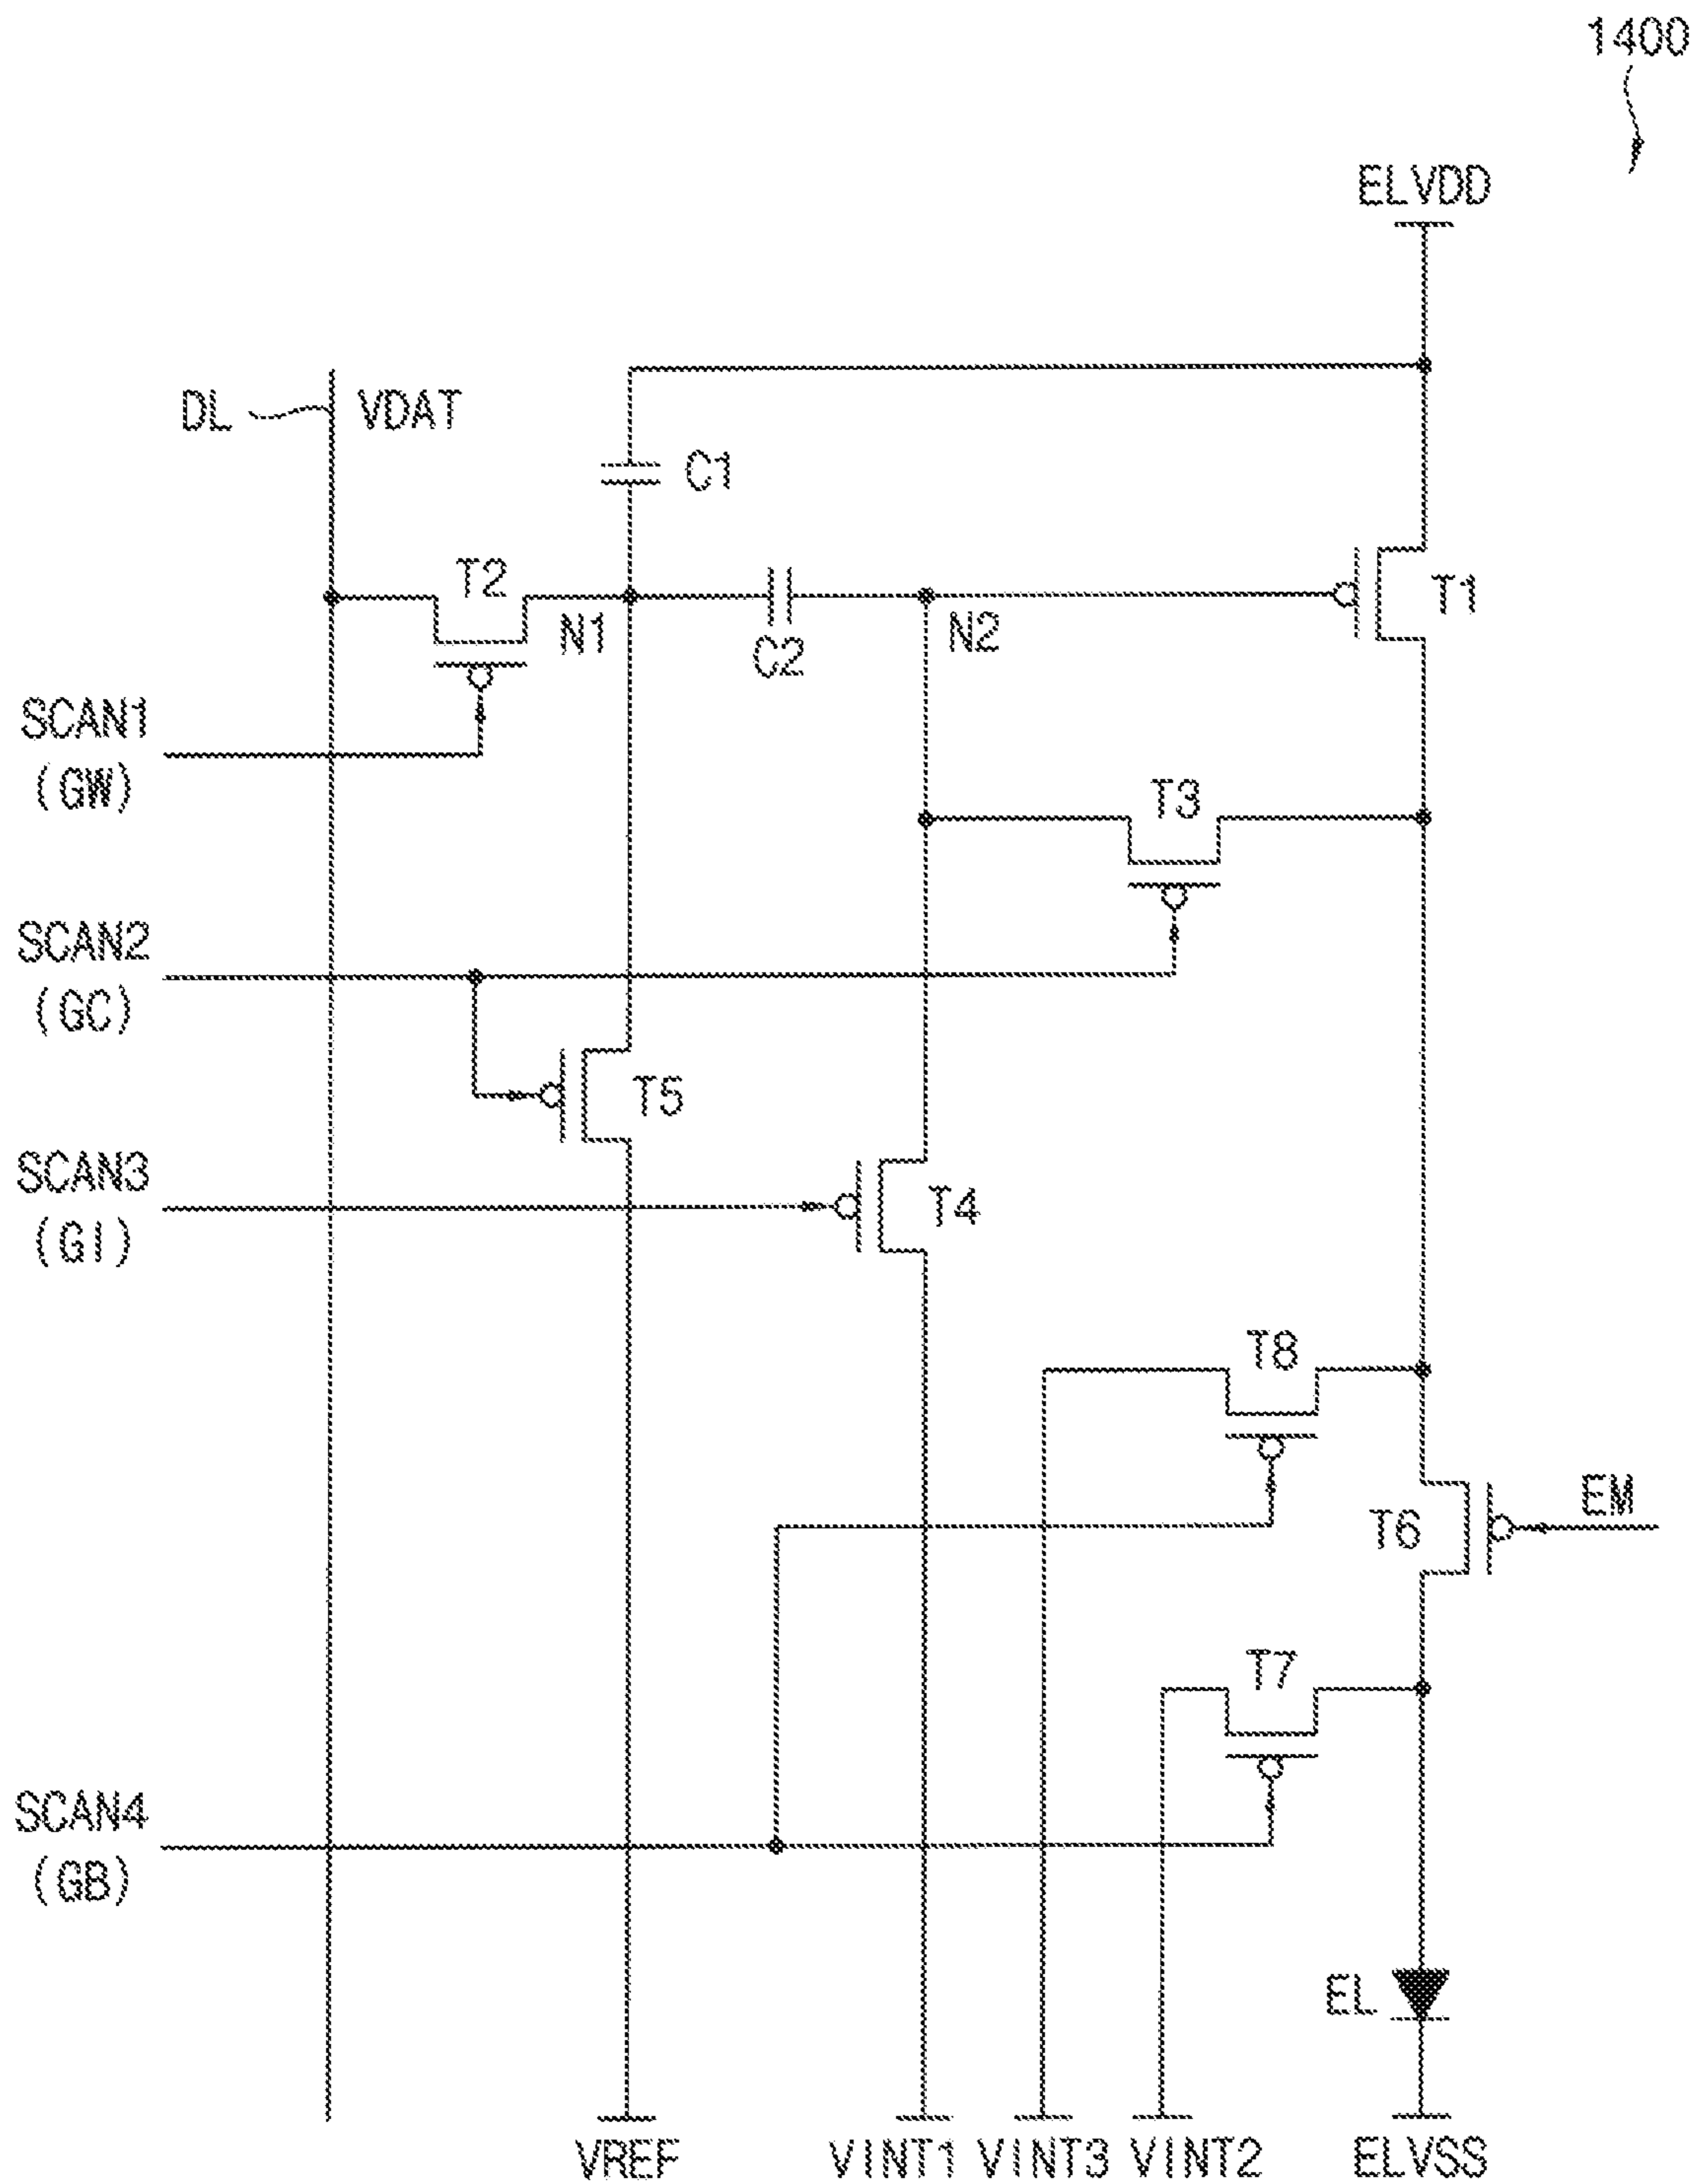 1400
ELVDD
DL
VDAT
C1
T2
T1
N1
C2
N2
SCAN1
(GW)
T3
SCAN2
(GC)
T5
SCAN3
(GI)
T4
T8
EM
T6
T7
SCAN4
(GB)
EL
VREF
VINT1
VINT3
VINT2
ELVSS